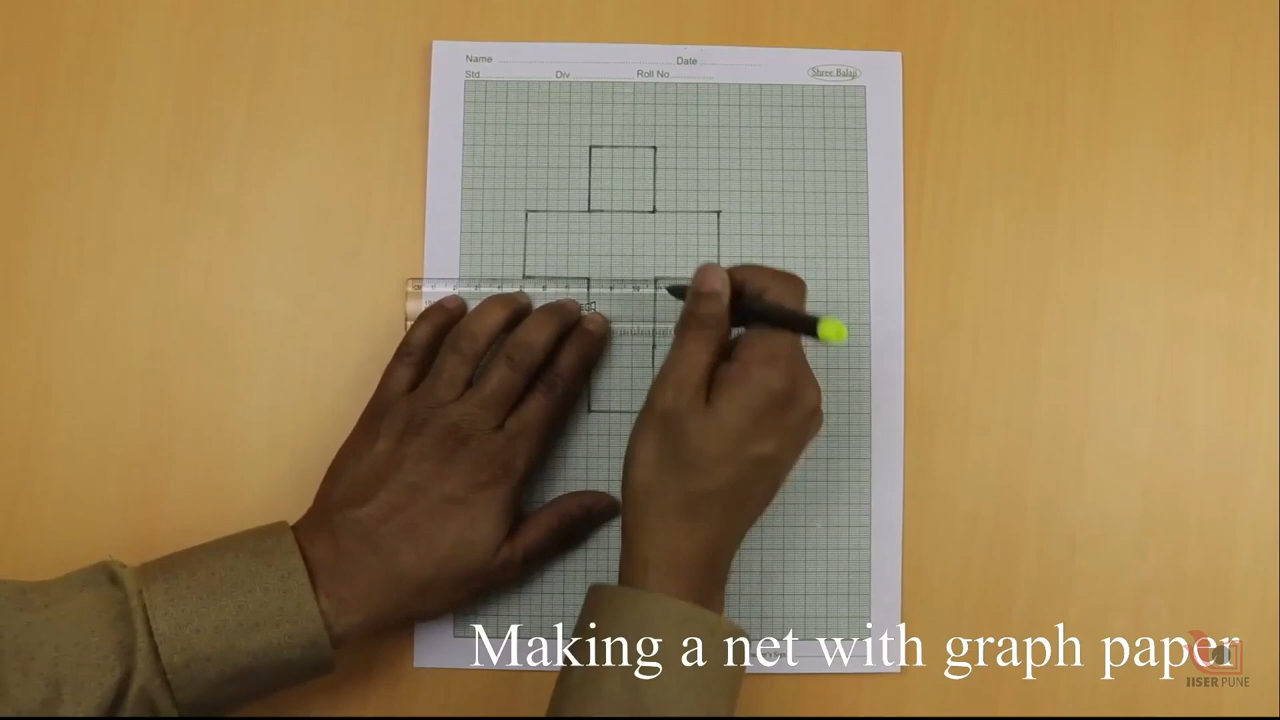 Name Date
Std Div Roll No
Shree Balaji
Making a net with graph paper
IISER PUNE